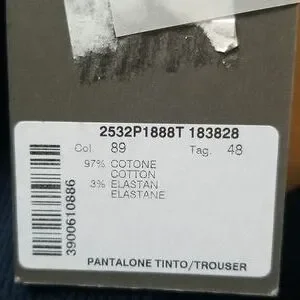 2532P1888T 183828
Col. 89 Tag. 48
97% COTONE
COTTON
3% ELASTAN
ELASTANE
3900610886
PANTALONE TINTO/TROUSER